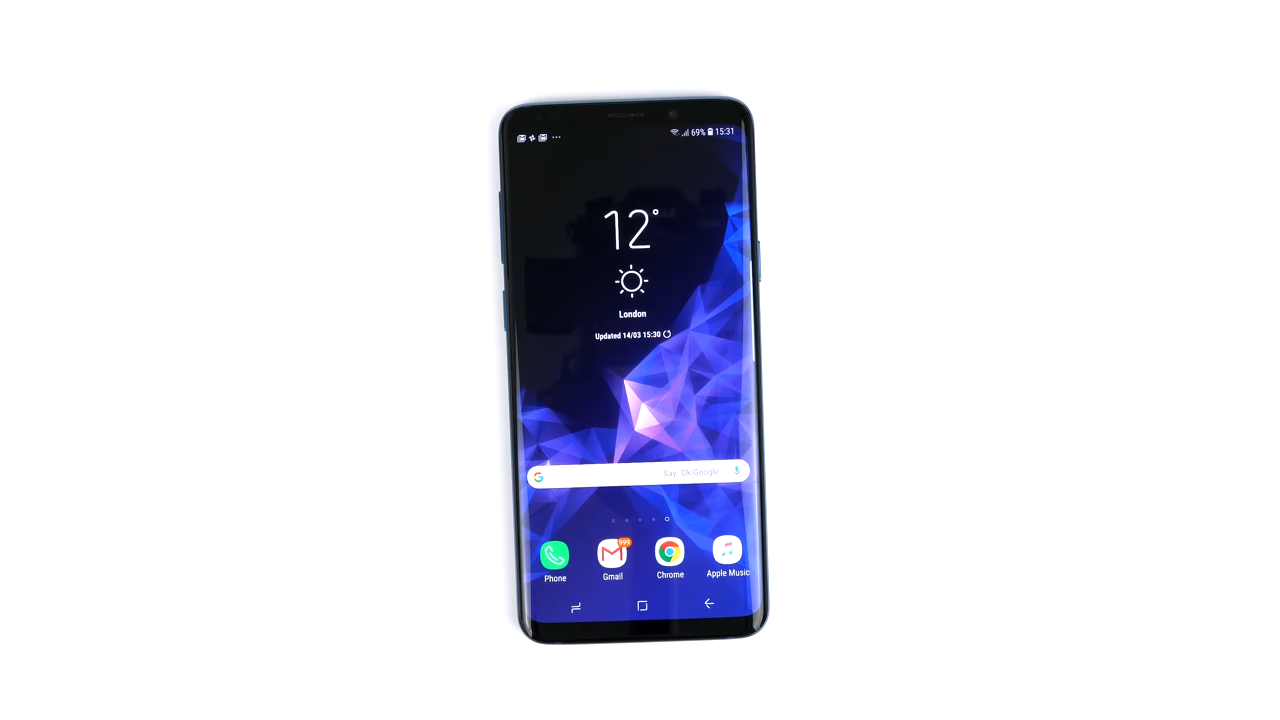 69% 15:31
12°
London
Updated 14/03 15:30
G Say "Ok Google
999
Phone Gmail Chrome Apple Music